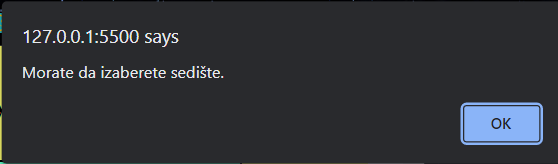 127.0.0.1:5500 says
Morate da izaberete sedište.
OK